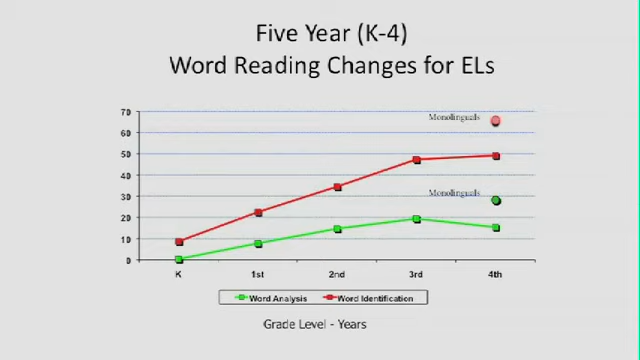 Five Year (K-4)
Word Reading Changes for ELs
70
Monolinguals
60
50
40
Monolinguals
30
20
10
0
K 1st 2nd 3rd 4th
Word Analysis Word Identification
Grade Level - Years